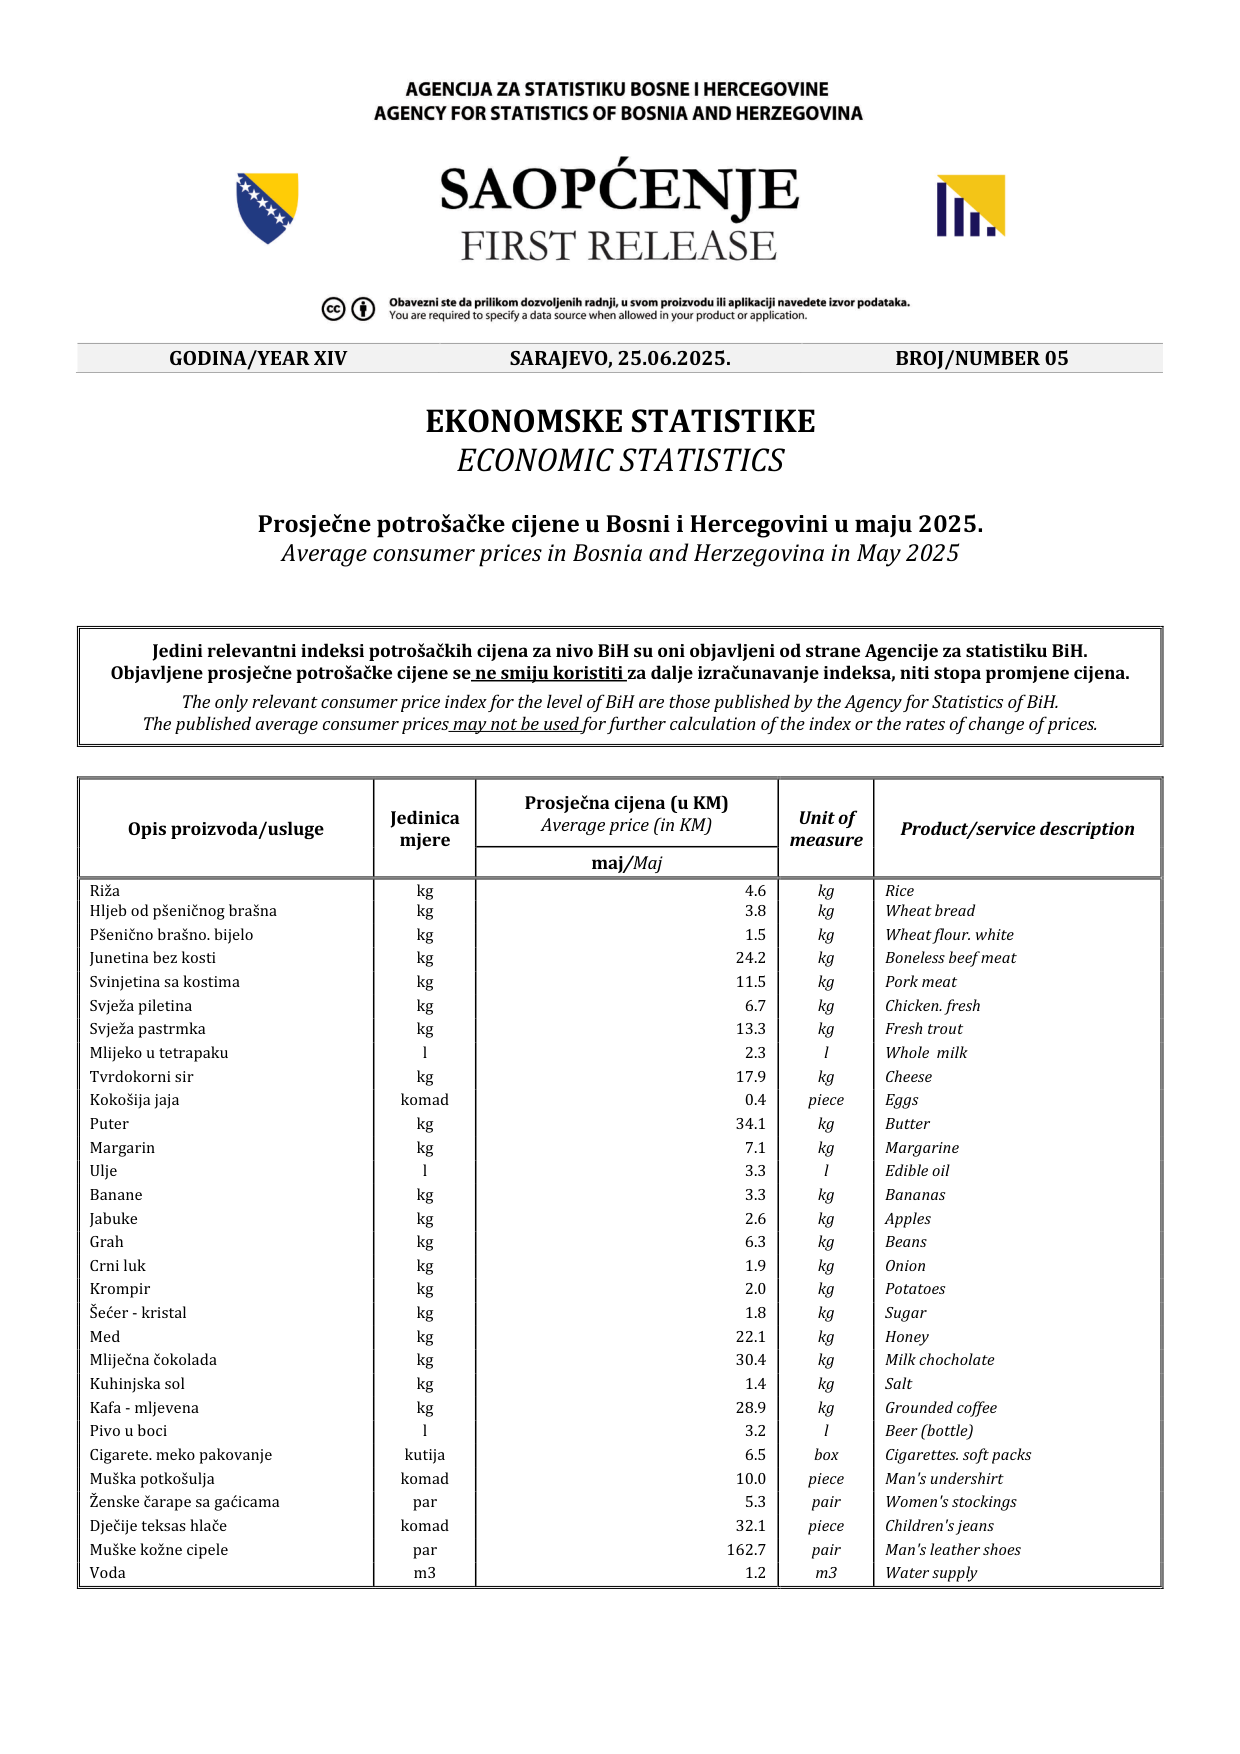 AGENCIJA ZA STATISTIKU BOSNE I HERCEGOVINE
AGENCY FOR STATISTICS OF BOSNIA AND HERZEGOVINA
SAOPĆENJE
FIRST RELEASE
cc
Obavezni ste da prilikom dozvoljenih radnji, u svom proizvodu ili aplikaciji navedete izvor podataka.
You are required to specify a data source when allowed in your product or application.
GODINA/YEAR XIV SARAJEVO, 25.06.2025. BROJ/NUMBER 05
EKONOMSKE STATISTIKE
ECONOMIC STATISTICS
Prosječne potrošačke cijene u Bosni i Hercegovini u maju 2025.
Average consumer prices in Bosnia and Herzegovina in May 2025
Jedini relevantni indeksi potrošačkih cijena za nivo BiH su oni objavljeni od strane Agencije za statistiku BiH.
Objavljene prosječne potrošačke cijene se ne smiju koristiti za dalje izračunavanje indeksa, niti stopa promjene cijena.
The only relevant consumer price index for the level of BiH are those published by the Agency for Statistics of BiH.
The published average consumer prices may not be used for further calculation of the index or the rates of change of prices.
Opis proizvoda/usluge Jedinica mjere Prosječna cijena (u KM) Average price (in KM) Unit of measure Product/service description
maj/Maj
Riža kg 4.6 kg Rice
Hljeb od pšeničnog brašna kg 3.8 kg Wheat bread
Pšenično brašno. bijelo kg 1.5 kg Wheat flour. white
Junetina bez kosti kg 24.2 kg Boneless beef meat
Svinjetina sa kostima kg 11.5 kg Pork meat
Svježa piletina kg 6.7 kg Chicken. fresh
Svježa pastrmka kg 13.3 kg Fresh trout
Mlijeko u tetrapaku l 2.3 l Whole milk
Tvrdokorni sir kg 17.9 kg Cheese
Kokošija jaja komad 0.4 piece Eggs
Puter kg 34.1 kg Butter
Margarin kg 7.1 kg Margarine
Ulje l 3.3 l Edible oil
Banane kg 3.3 kg Bananas
Jabuke kg 2.6 kg Apples
Grah kg 6.3 kg Beans
Crni luk kg 1.9 kg Onion
Krompir kg 2.0 kg Potatoes
Šećer - kristal kg 1.8 kg Sugar
Med kg 22.1 kg Honey
Mliječna čokolada kg 30.4 kg Milk chocholate
Kuhinjska sol kg 1.4 kg Salt
Kafa - mljevena kg 28.9 kg Grounded coffee
Pivo u boci l 3.2 l Beer (bottle)
Cigarete. meko pakovanje kutija 6.5 box Cigarettes. soft packs
Muška potkošulja komad 10.0 piece Man's undershirt
Ženske čarape sa gaćicama par 5.3 pair Women's stockings
Dječije teksas hlače komad 32.1 piece Children's jeans
Muške kožne cipele par 162.7 pair Man's leather shoes
Voda m3 1.2 m3 Water supply